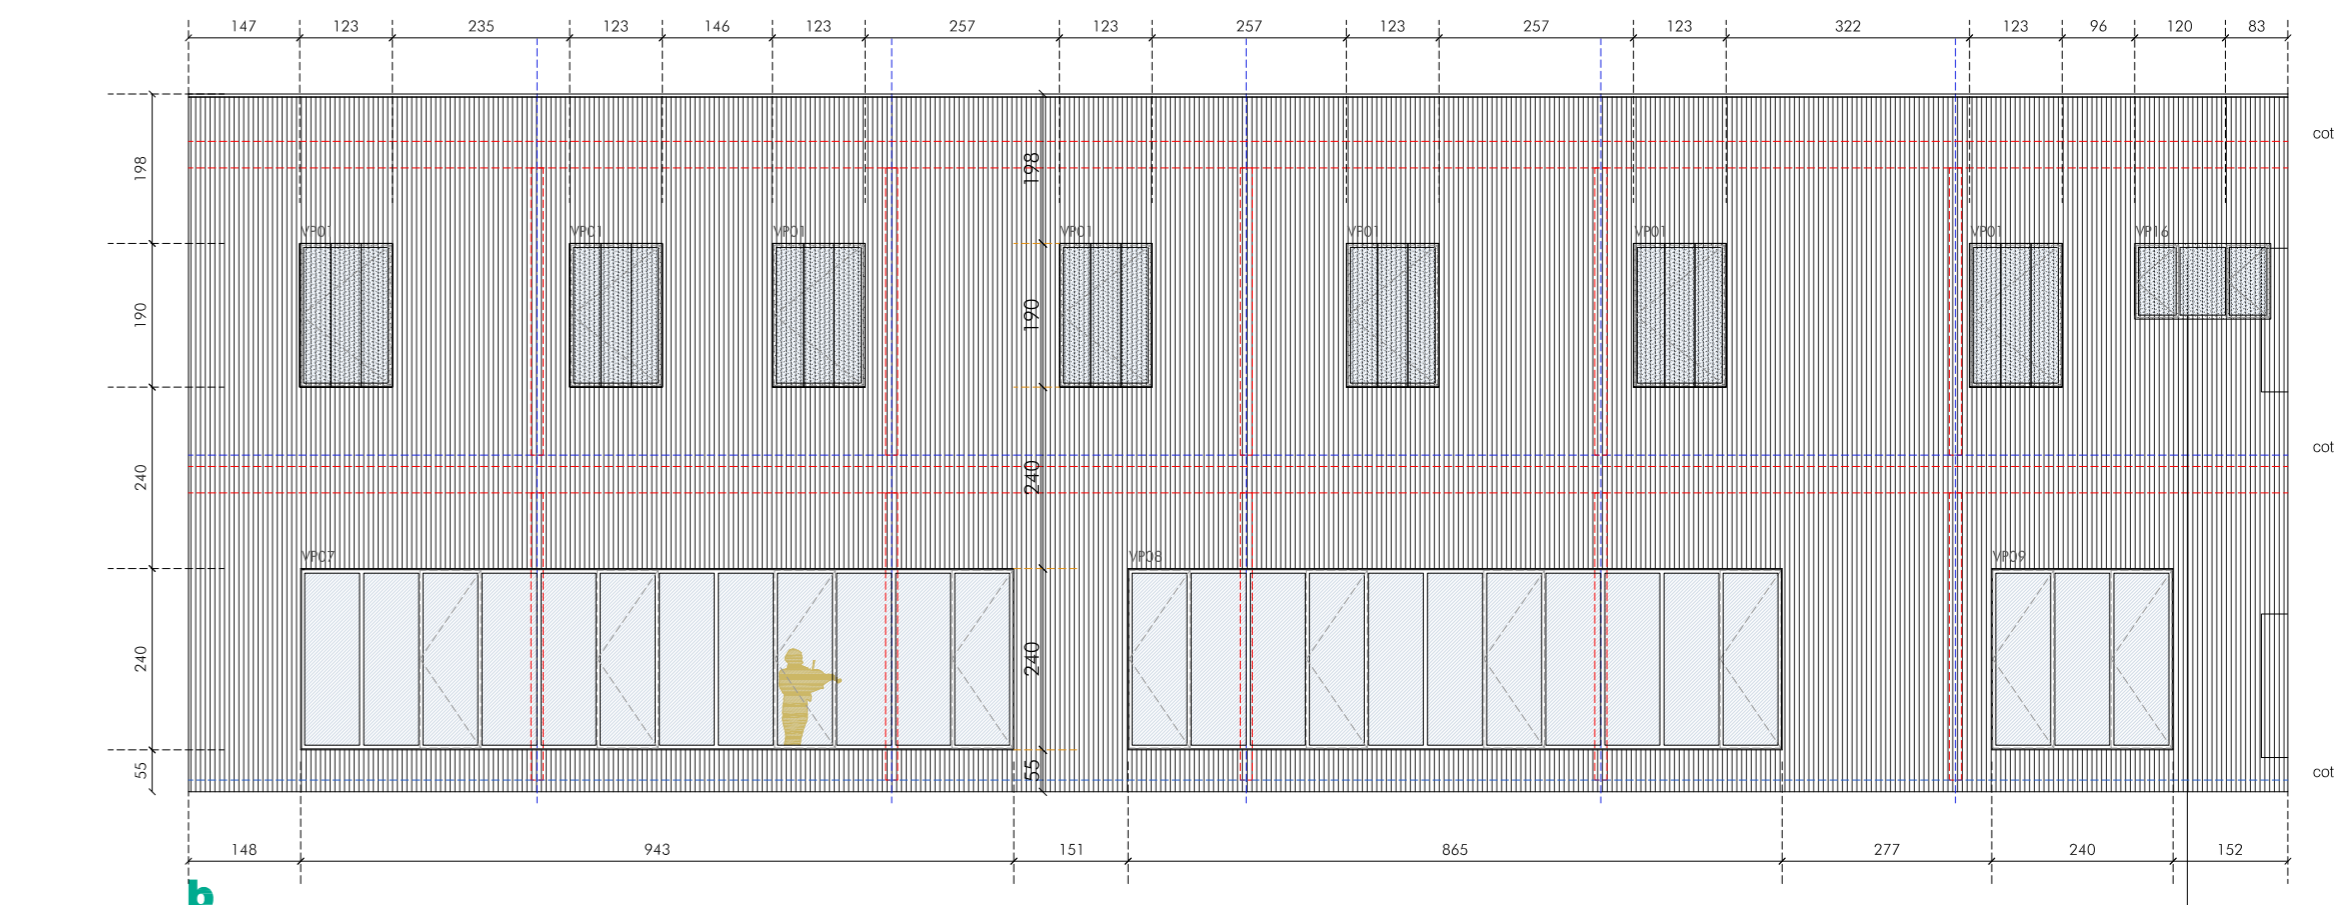 147 123 235 123 146 123 257 123 257 123 257 123 322 123 96 120 83
cot
198 198
VP01 VP01 VP01 VP01 VP01 VP01 VP01 VP16
190 190
cot
240 240
VP07 VP08 VP09
240 240
55 55
cot
148 943 151 865 277 240 152
b